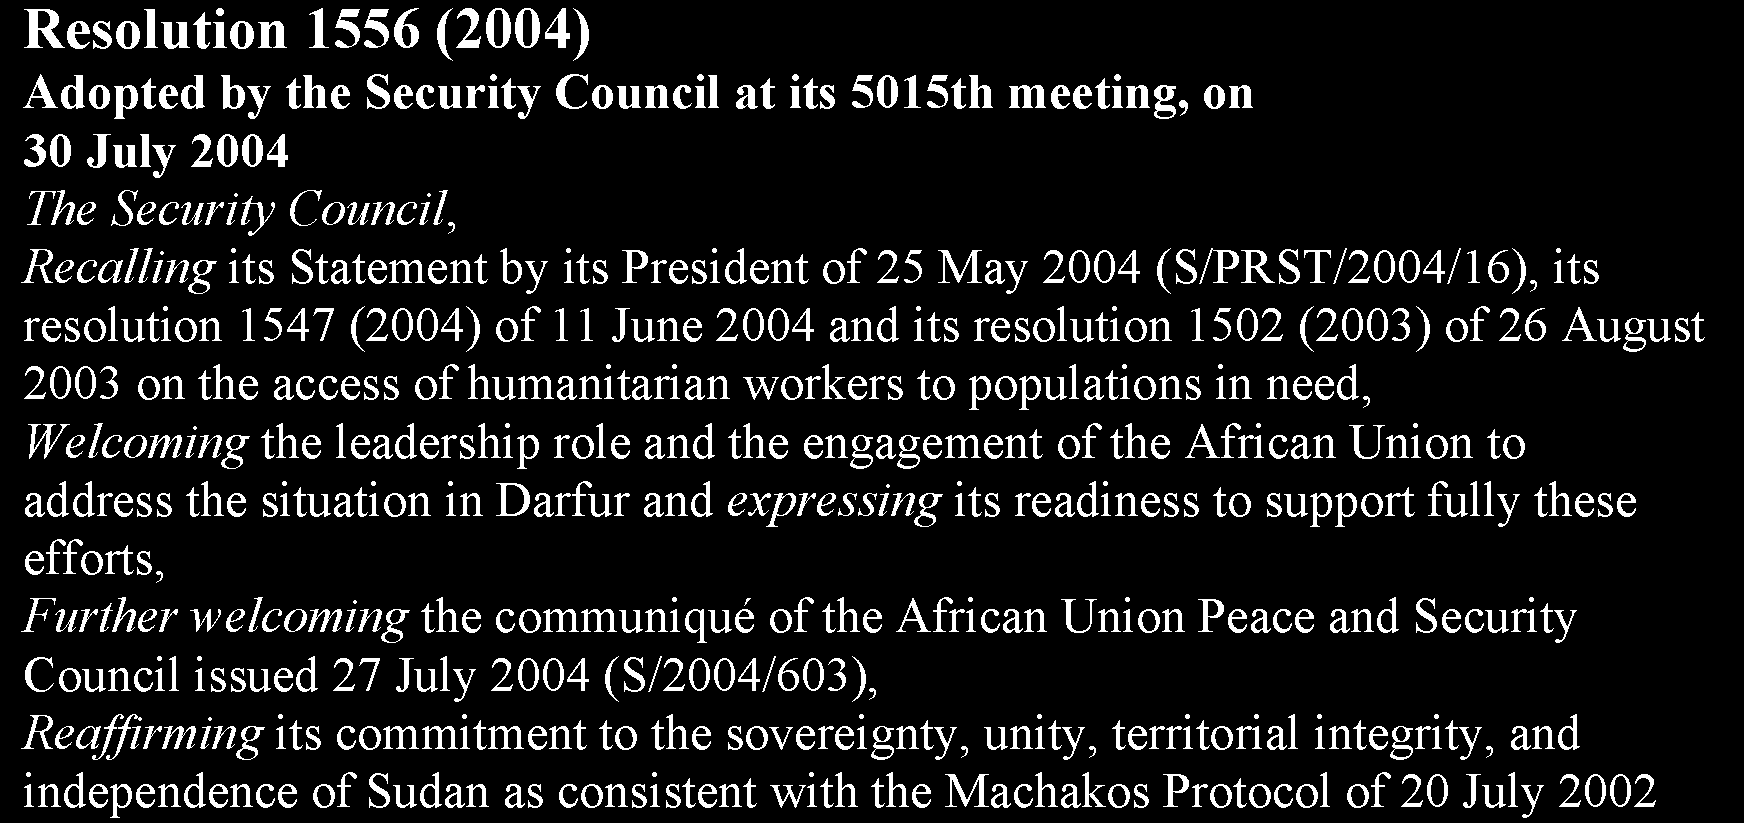 Resolution 1556 (2004)
Adopted by the Security Council at its 5015th meeting, on
30 July 2004
The Security Council,
Recalling its Statement by its President of 25 May 2004 (S/PRST/2004/16), its
resolution 1547 (2004) of 11 June 2004 and its resolution 1502 (2003) of 26 August
2003 on the access of humanitarian workers to populations in need,
Welcoming the leadership role and the engagement of the African Union to
address the situation in Darfur and expressing its readiness to support fully these
efforts,
Further welcoming the communiqué of the African Union Peace and Security
Council issued 27 July 2004 (S/2004/603),
Reaffirming its commitment to the sovereignty, unity, territorial integrity, and
independence of Sudan as consistent with the Machakos Protocol of 20 July 2002